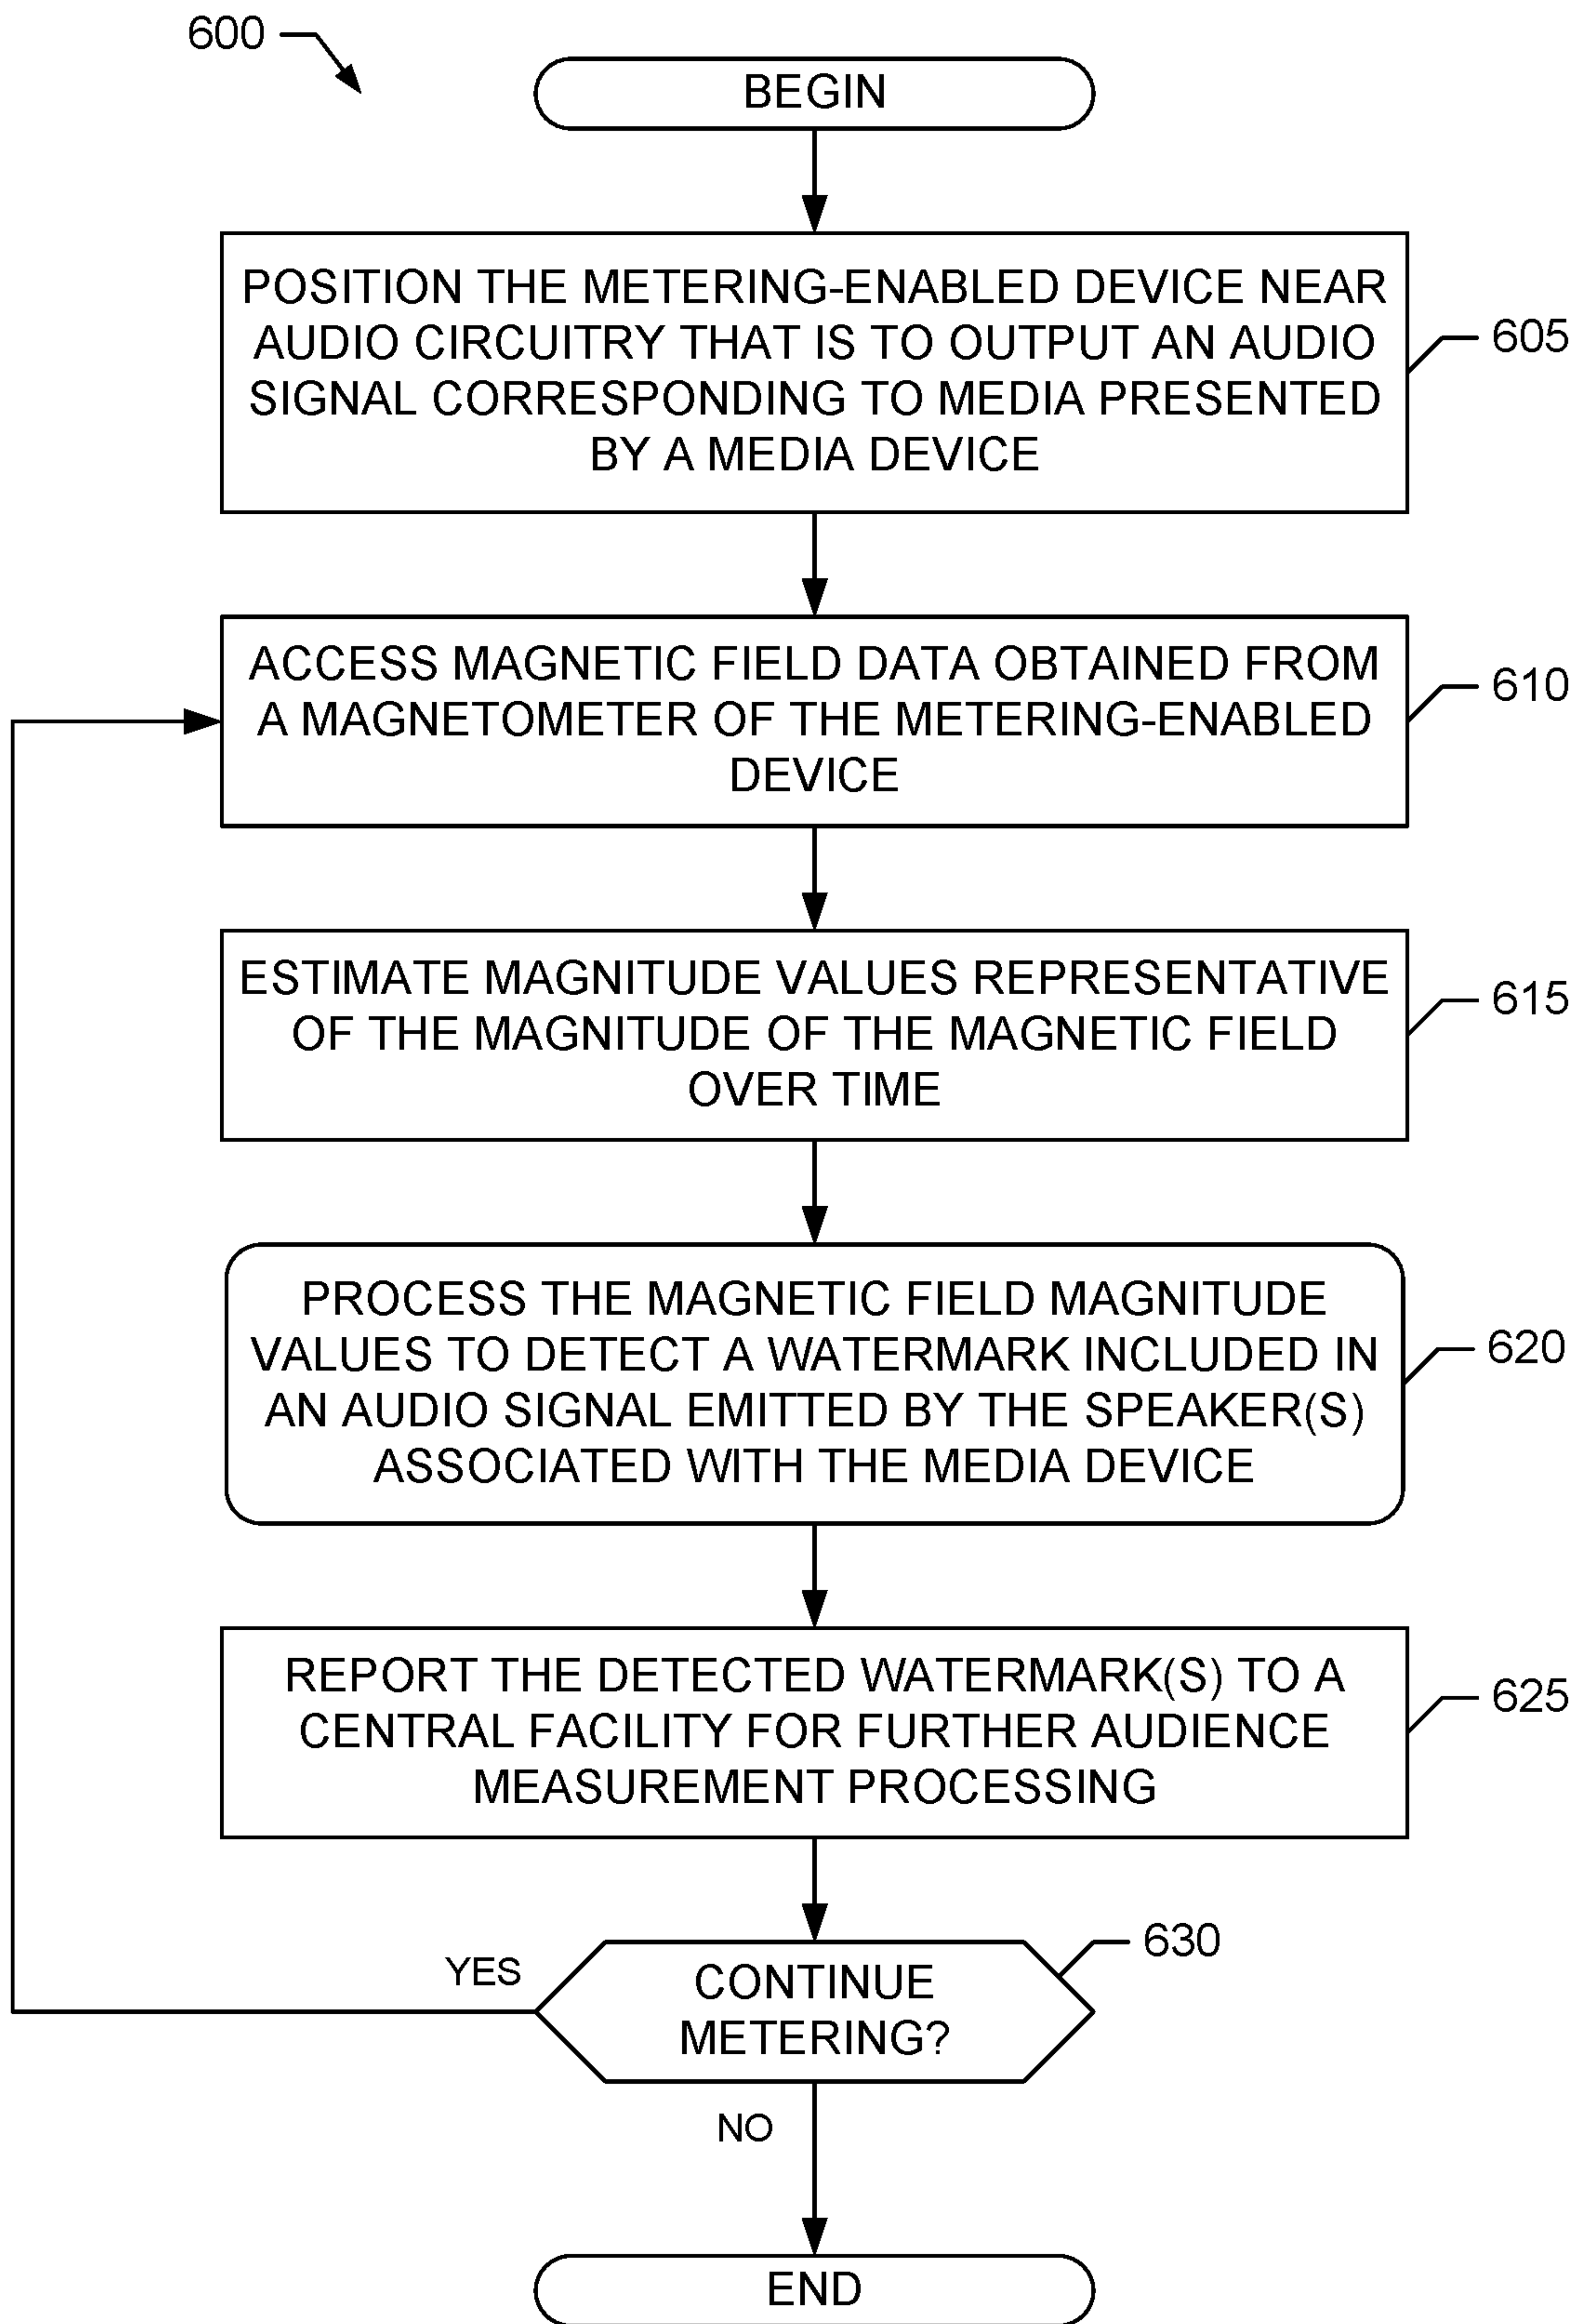 600
BEGIN
POSITION THE METERING-ENABLED DEVICE NEAR
AUDIO CIRCUITRY THAT IS TO OUTPUT AN AUDIO
SIGNAL CORRESPONDING TO MEDIA PRESENTED
BY A MEDIA DEVICE
605
ACCESS MAGNETIC FIELD DATA OBTAINED FROM
A MAGNETOMETER OF THE METERING-ENABLED
DEVICE
610
ESTIMATE MAGNITUDE VALUES REPRESENTATIVE
OF THE MAGNITUDE OF THE MAGNETIC FIELD
OVER TIME
615
PROCESS THE MAGNETIC FIELD MAGNITUDE
VALUES TO DETECT A WATERMARK INCLUDED IN
AN AUDIO SIGNAL EMITTED BY THE SPEAKER(S)
ASSOCIATED WITH THE MEDIA DEVICE
620
REPORT THE DETECTED WATERMARK(S) TO A
CENTRAL FACILITY FOR FURTHER AUDIENCE
MEASUREMENT PROCESSING
625
CONTINUE
METERING?
630
YES
NO
END